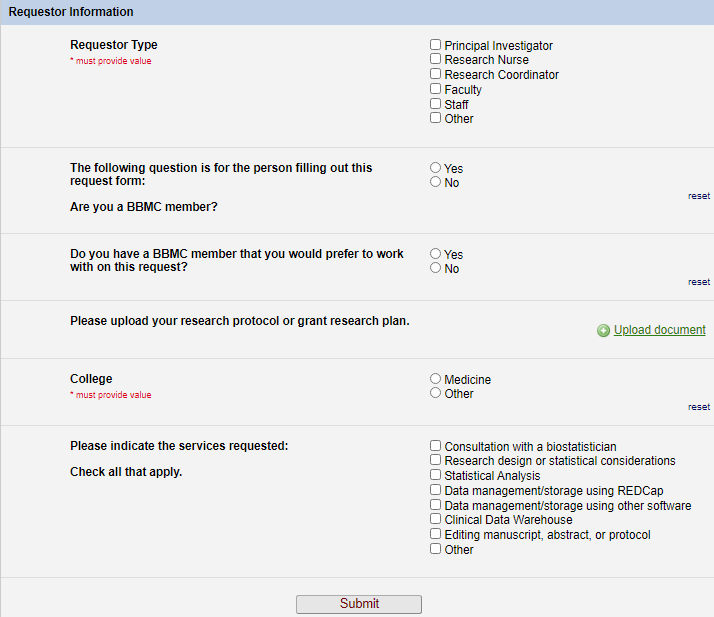 Requestor Information
Requestor Type
* must provide value
Principal Investigator
Research Nurse
Research Coordinator
Faculty
Staff
Other
The following question is for the person filling out this
request form:
Are you a BBMC member?
Yes
No
reset
Do you have a BBMC member that you would prefer to work
with on this request?
Yes
No
reset
Please upload your research protocol or grant research plan.
Upload document
College
* must provide value
Medicine
Other
reset
Please indicate the services requested:
Check all that apply.
Consultation with a biostatistician
Research design or statistical considerations
Statistical Analysis
Data management/storage using REDCap
Data management/storage using other software
Clinical Data Warehouse
Editing manuscript, abstract, or protocol
Other
Submit